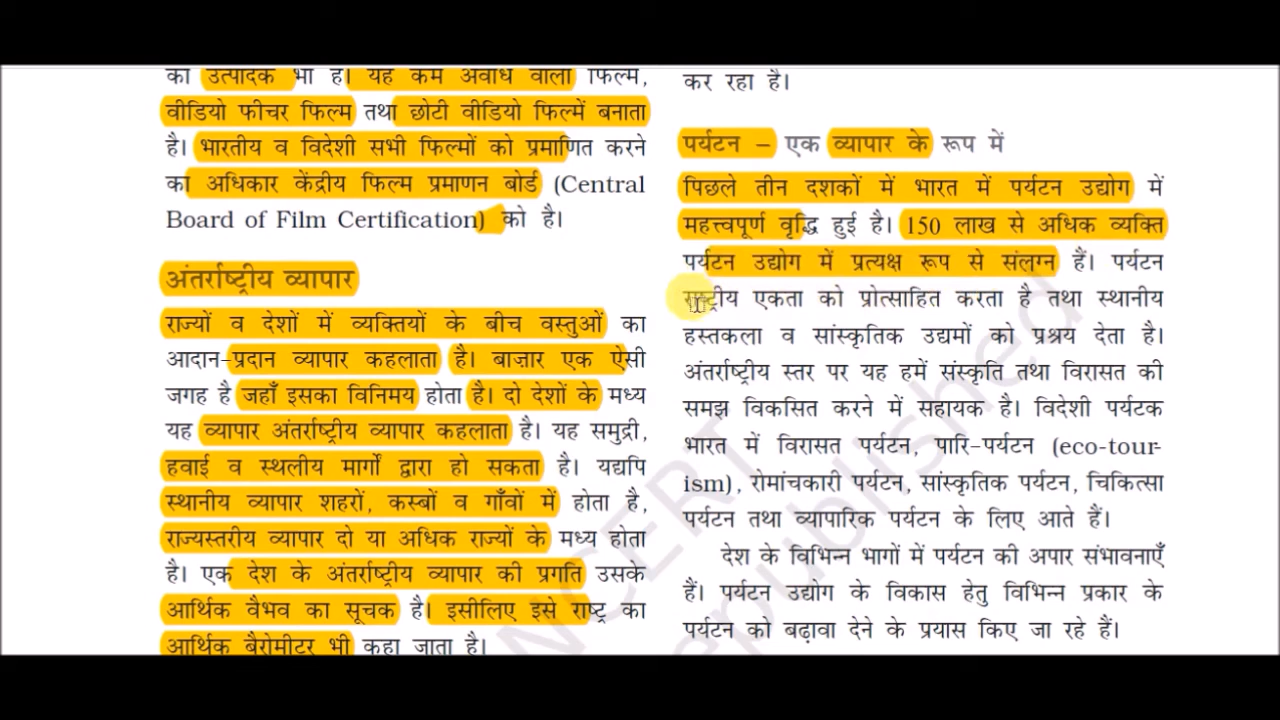 का उत्पादक भी है। यह कम अवधि वाली फिल्म,
वीडियो फीचर फिल्म तथा छोटी वीडियो फिल्में बनाता
है। भारतीय व विदेशी सभी फिल्मों को प्रमाणित करने
का अधिकार केंद्रीय फिल्म प्रमाणन बोर्ड (Central
Board of Film Certification) को है।
अंतर्राष्ट्रीय व्यापार
राज्यों व देशों में व्यक्तियों के बीच वस्तुओं का
आदान-प्रदान व्यापार कहलाता है। बाज़ार एक ऐसी
जगह है जहाँ इसका विनिमय होता है। दो देशों के मध्य
यह व्यापार अंतर्राष्ट्रीय व्यापार कहलाता है। यह समुद्री,
हवाई व स्थलीय मार्गों द्वारा हो सकता है। यद्यपि
स्थानीय व्यापार शहरों, कस्बों व गाँवों में होता है,
राज्यस्तरीय व्यापार दो या अधिक राज्यों के मध्य होता
है। एक देश के अंतर्राष्ट्रीय व्यापार की प्रगति उसके
आर्थिक वैभव का सूचक है। इसीलिए इसे राष्ट्र का
आर्थिक बैरोमीटर भी कहा जाता है।
कर रहा है।
पर्यटन – एक व्यापार के रूप में
पिछले तीन दशकों में भारत में पर्यटन उद्योग में
महत्त्वपूर्ण वृद्धि हुई है। 150 लाख से अधिक व्यक्ति
पर्यटन उद्योग में प्रत्यक्ष रूप से संलग्न हैं। पर्यटन
राष्ट्रीय एकता को प्रोत्साहित करता है तथा स्थानीय
हस्तकला व सांस्कृतिक उद्यमों को प्रश्रय देता है।
अंतर्राष्ट्रीय स्तर पर यह हमें संस्कृति तथा विरासत की
समझ विकसित करने में सहायक है। विदेशी पर्यटक
भारत में विरासत पर्यटन, पारि-पर्यटन (eco-tour-
ism), रोमांचकारी पर्यटन, सांस्कृतिक पर्यटन, चिकित्सा
पर्यटन तथा व्यापारिक पर्यटन के लिए आते हैं।
देश के विभिन्न भागों में पर्यटन की अपार संभावनाएँ
हैं। पर्यटन उद्योग के विकास हेतु विभिन्न प्रकार के
पर्यटन को बढ़ावा देने के प्रयास किए जा रहे हैं।
NCERT
republished